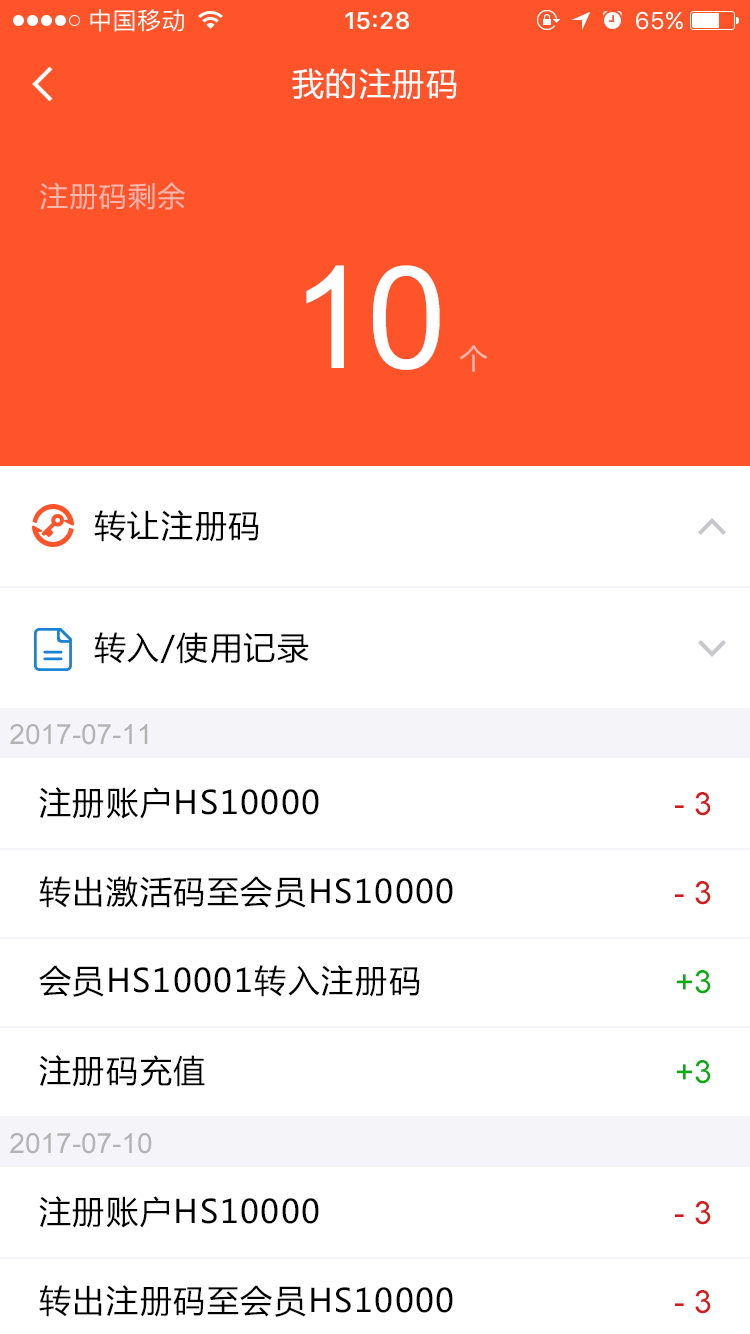 中国移动 15:28 65%
我的注册码
注册码剩余
10 个
转让注册码
转入/使用记录
2017-07-11
注册账户HS10000 - 3
转出激活码至会员HS10000 - 3
会员HS10001转入注册码 +3
注册码充值 +3
2017-07-10
注册账户HS10000 - 3
转出注册码至会员HS10000 - 3